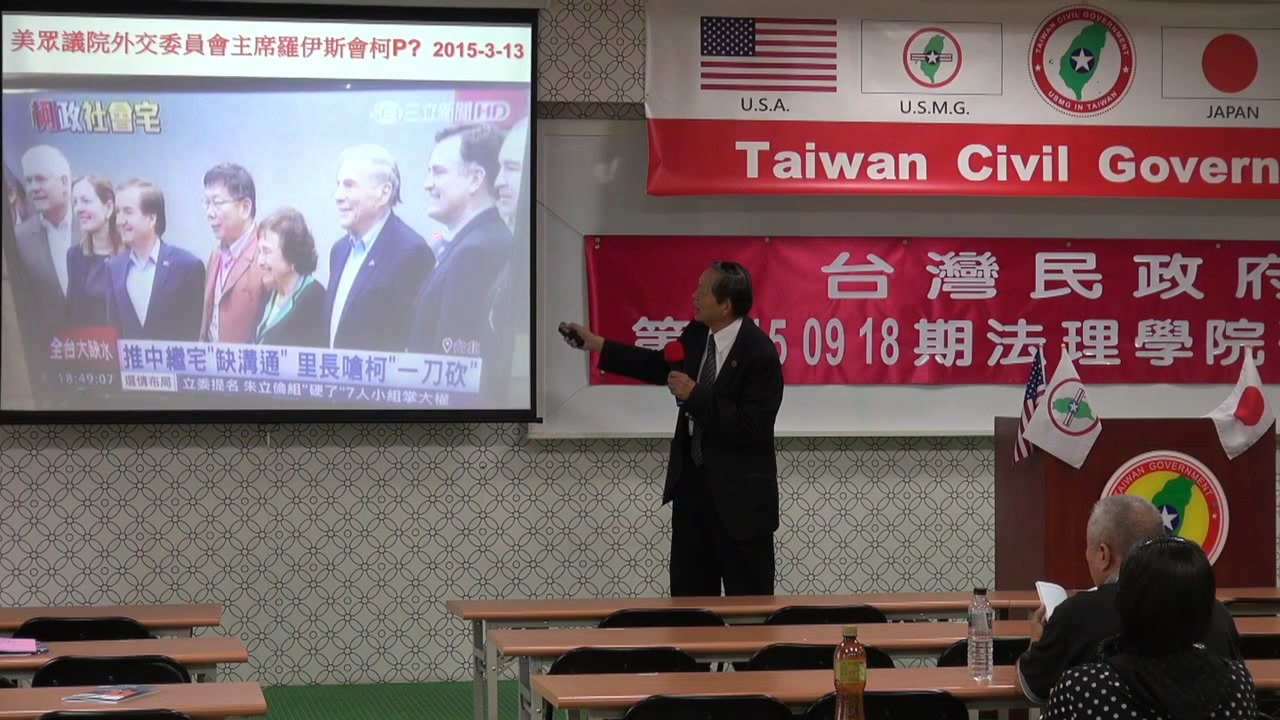 美眾議院外交委員會主席羅伊斯會柯P? 2015-3-13
柯政社會宅
三立新聞HD
全台大缺水
台北
推中繼宅"缺溝通" 里長嗆柯"一刀砍"
18:49:07
選情布局
立委提名 朱立倫組"硬了"7人小組掌大權
U.S.A.
U.S.M.G.
TAIWAN CIVIL GOVERNMENT
USMG IN TAIWAN
JAPAN
Taiwan Civil Govern
台灣民政府
第 5 09 18 期法理學院
TAIWAN GOVERNMENT